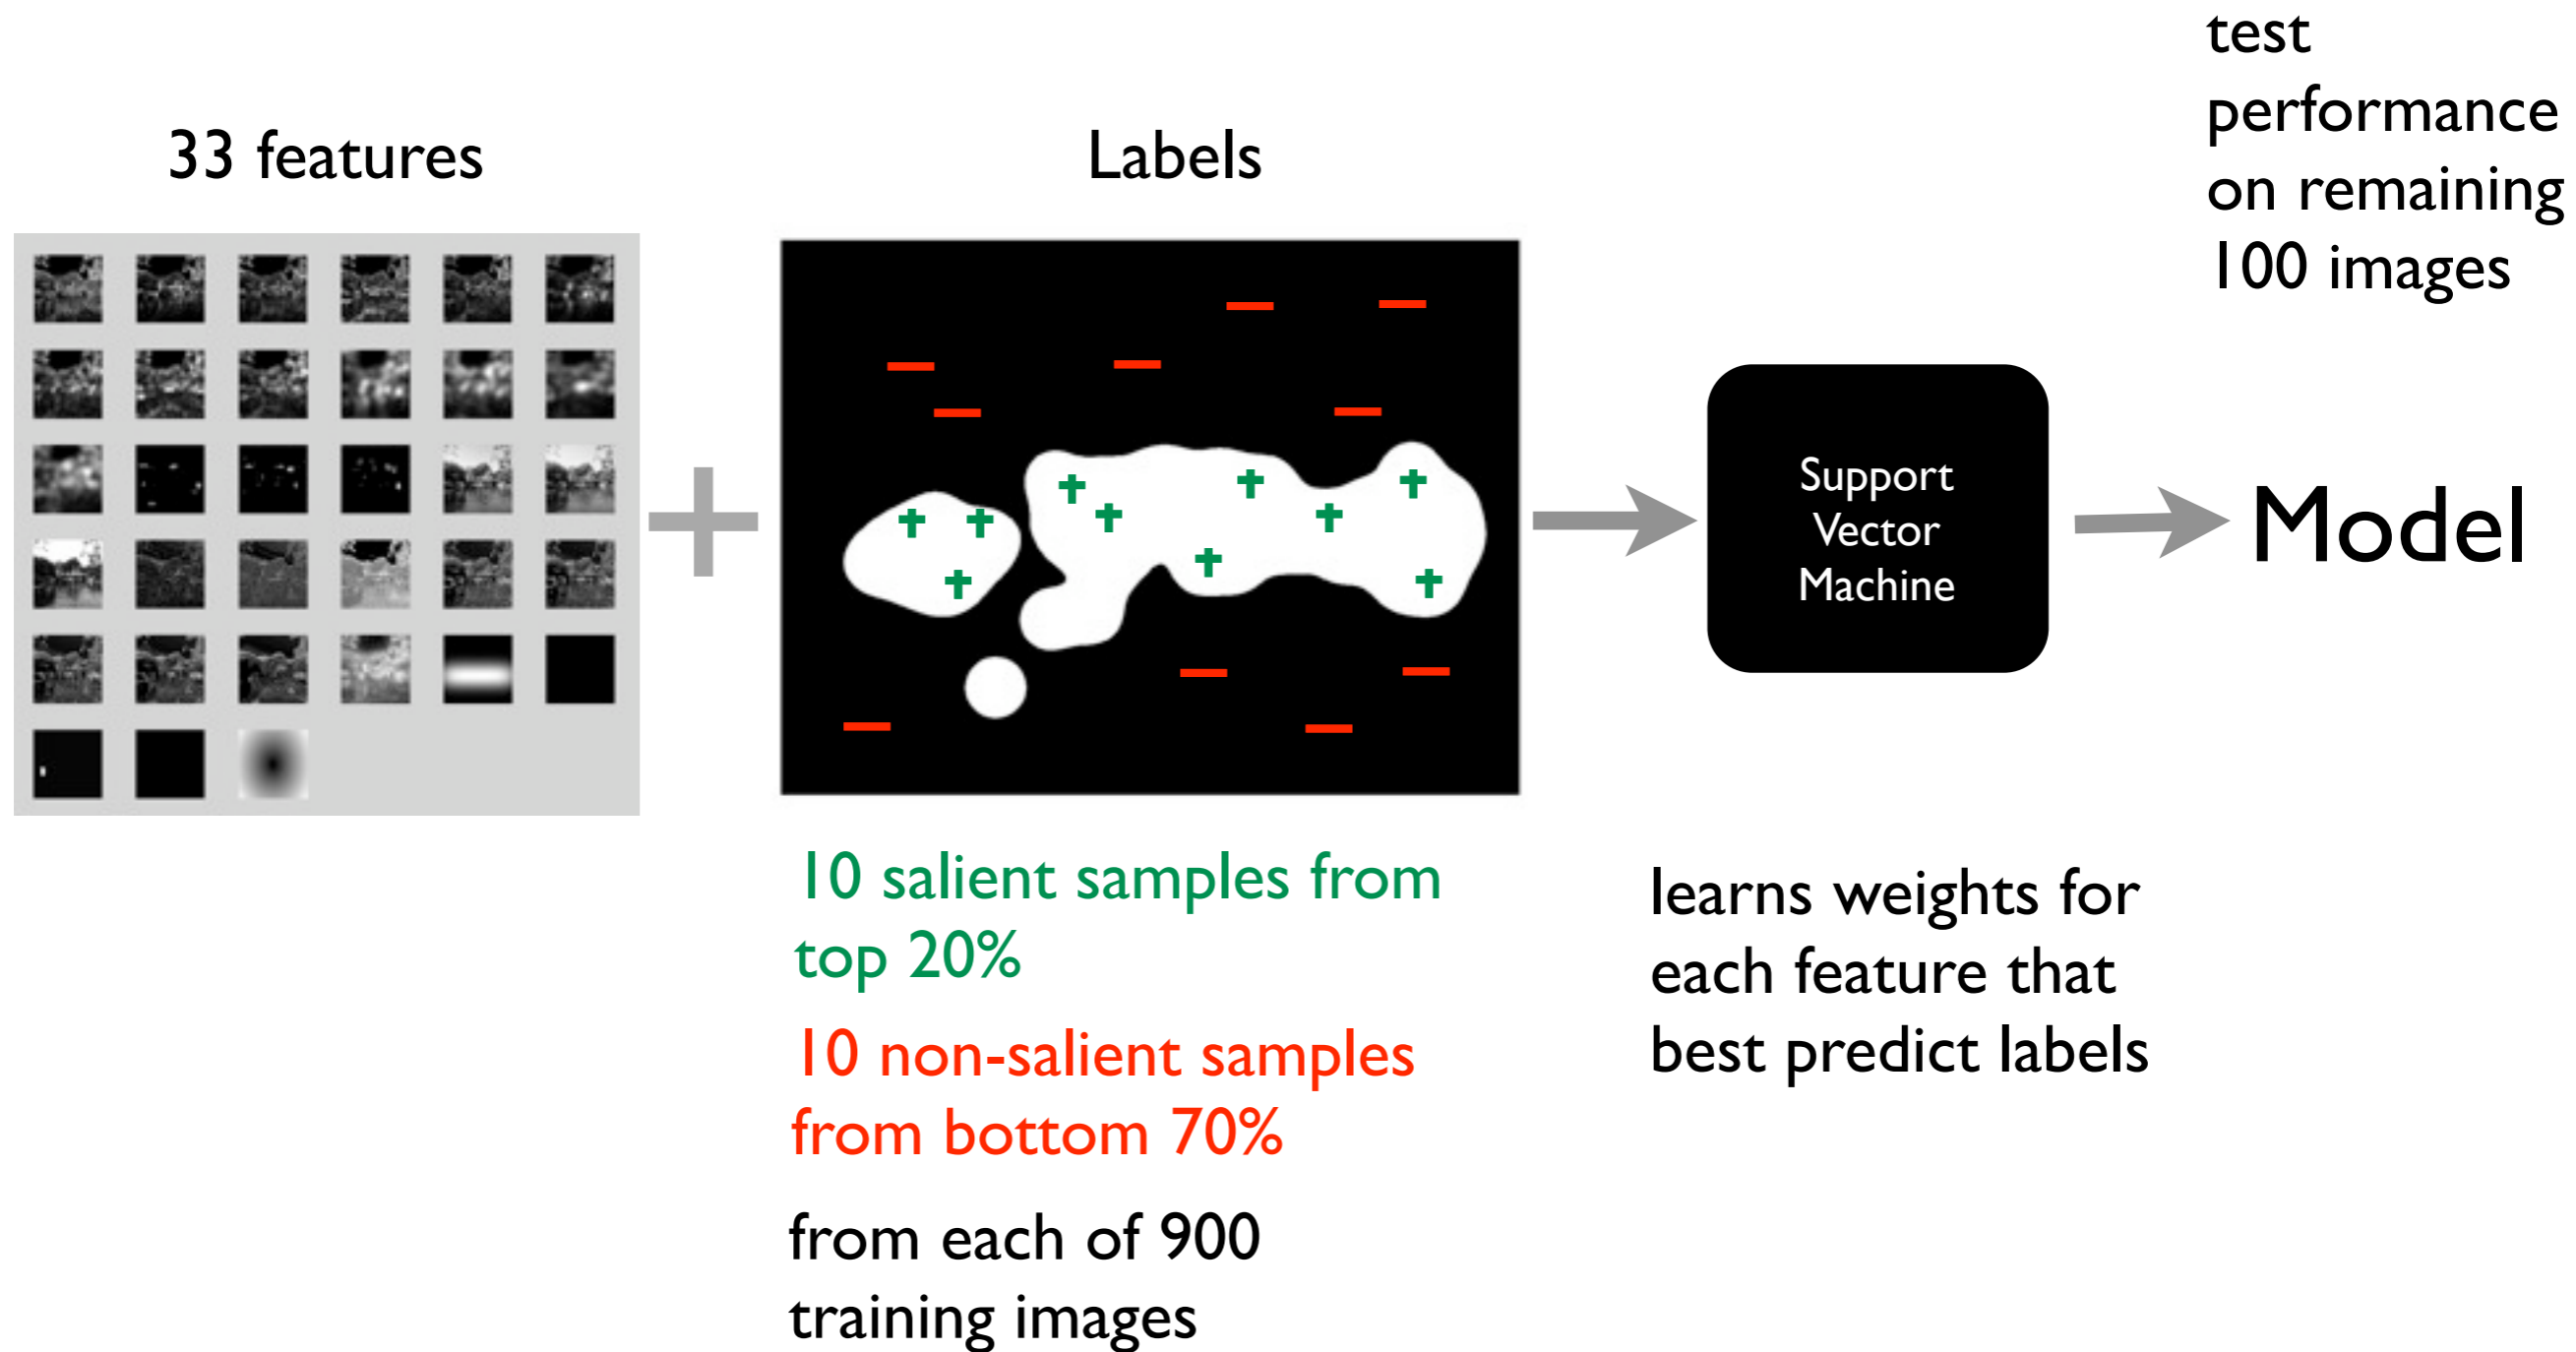 33 features
Labels
10 salient samples from
top 20%
10 non-salient samples
from bottom 70%
from each of 900
training images
Support
Vector
Machine
learns weights for
each feature that
best predict labels
test
performance
on remaining
100 images
Model